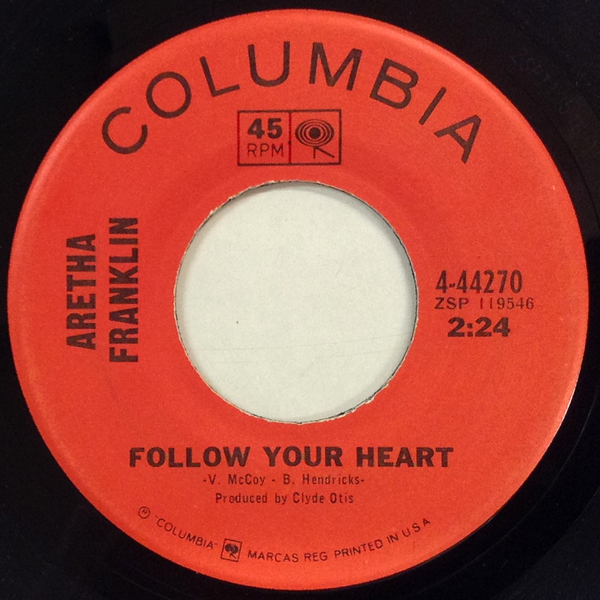 COLUMBIA
45
RPM
ARETHA
FRANKLIN
4-44270
ZSP 119546
2:24
FOLLOW YOUR HEART
-V. McCoy - B. Hendricks-
Produced by Clyde Otis
® "COLUMBIA" MARCAS REG PRINTED IN U S A